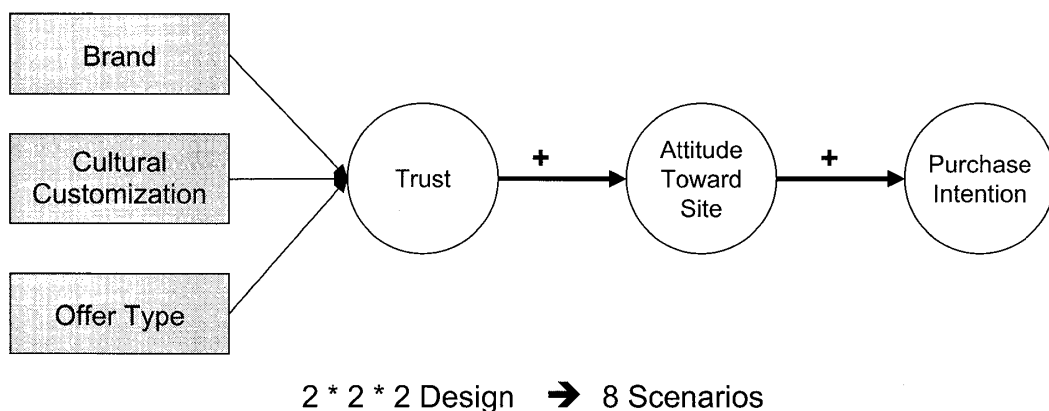 Brand
Cultural
Customization
Offer Type
Trust
+
Attitude
Toward
Site
+
Purchase
Intention
2 * 2 * 2 Design ➔ 8 Scenarios